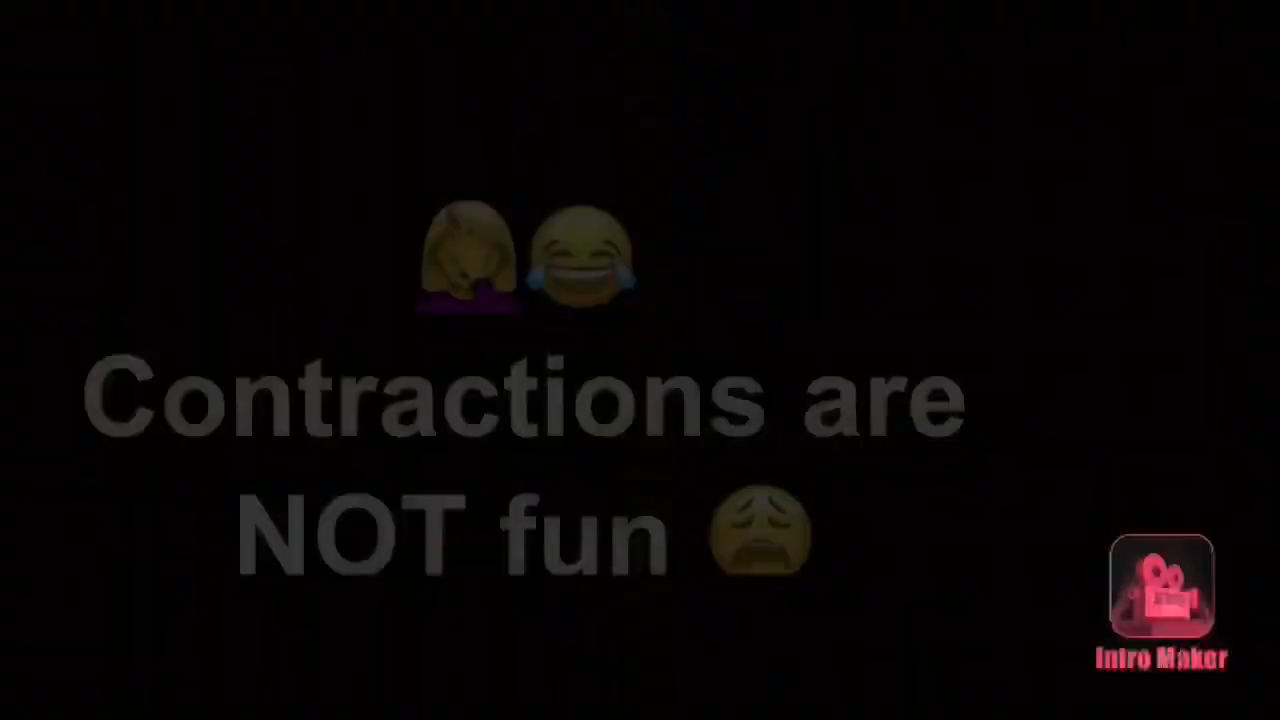 🤦‍♀️😂
Contractions are
NOT fun 😩
Intro Maker